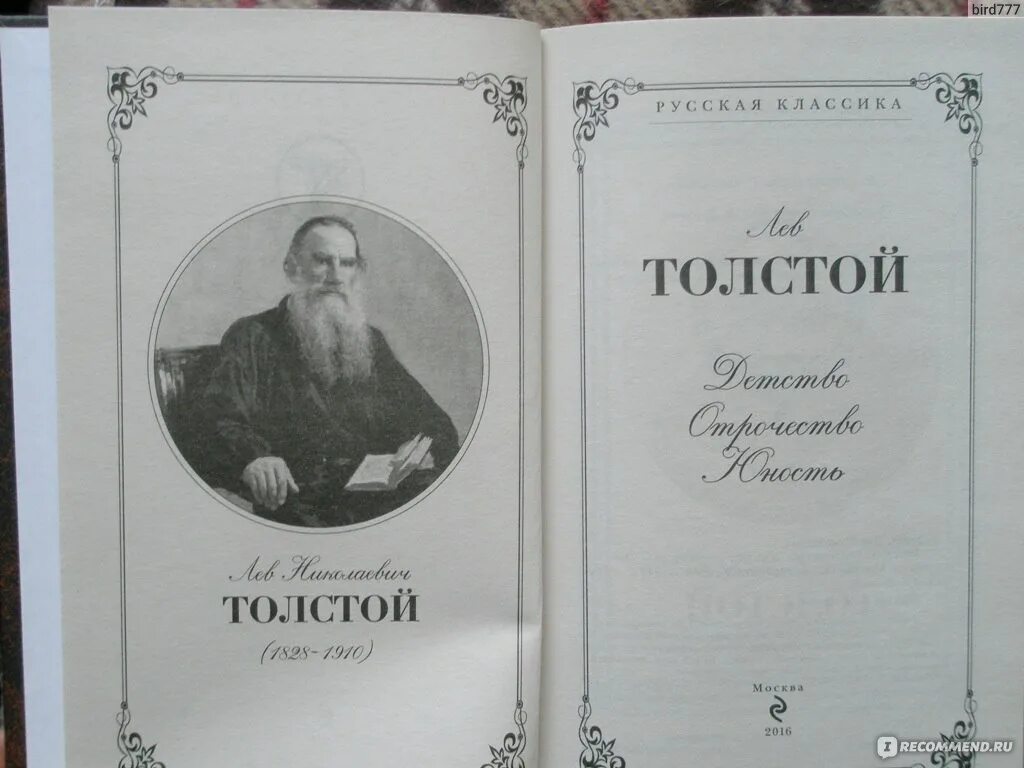 bird777
Лев Николаевич
ТОЛСТОЙ
(1828-1910)
РУССКАЯ КЛАССИКА
Лев
ТОЛСТОЙ
Детство
Отрочество
Юность
Москва
2016
I RECOMMEND.RU